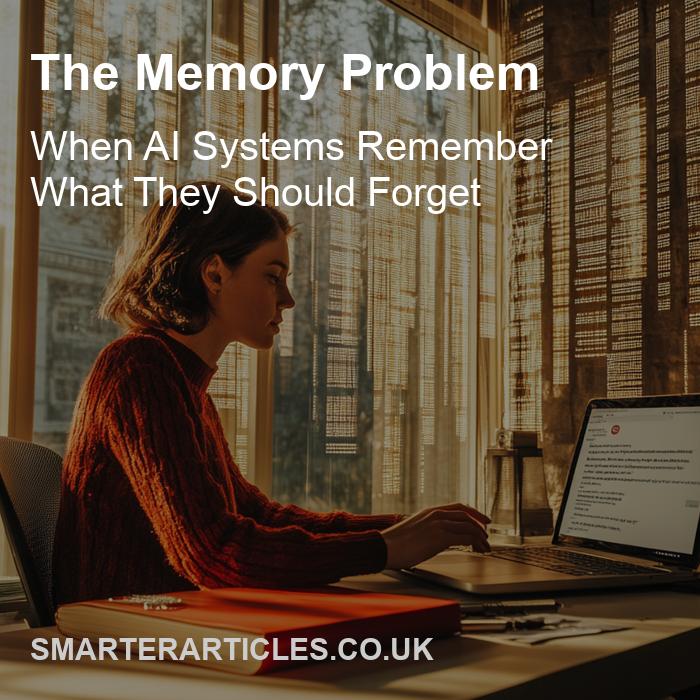 The Memory Problem
When AI Systems Remember
What They Should Forget
SMARTERARTICLES.CO.UK